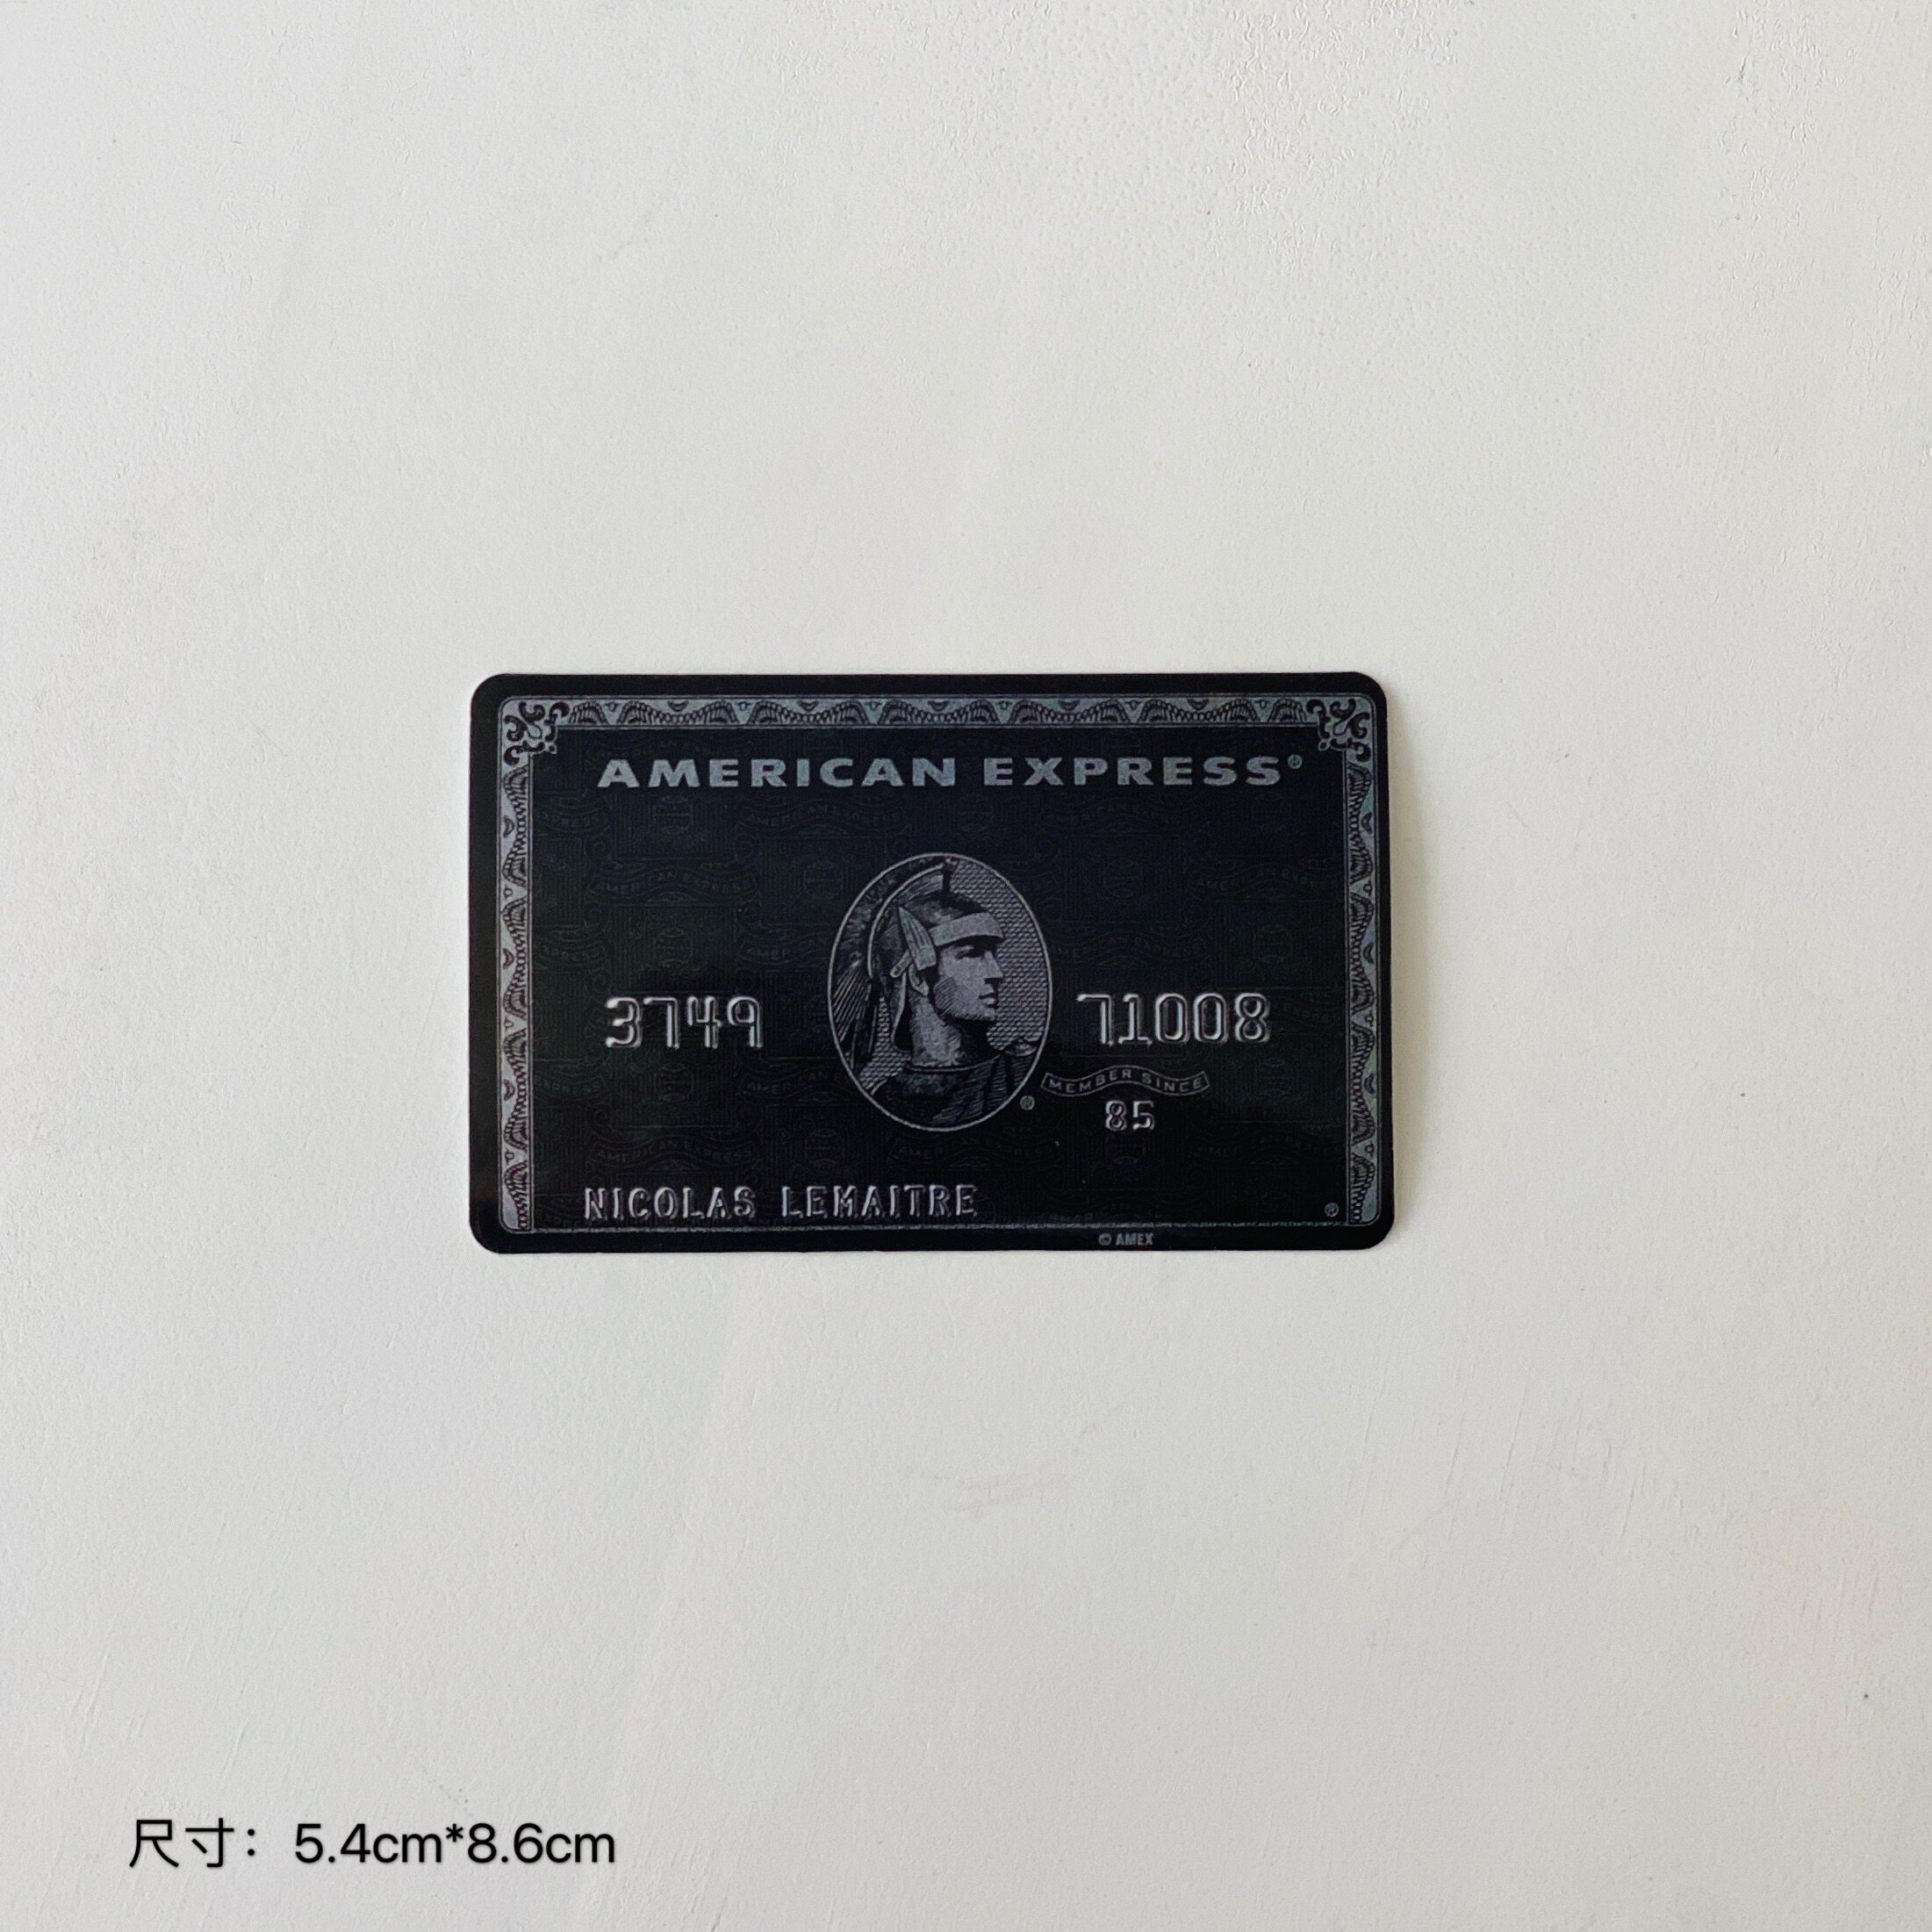 AMERICAN EXPRESS®
3749 71008
MEMBER SINCE
85
NICOLAS LEMAITRE
® AMEX
尺寸：5.4cm*8.6cm